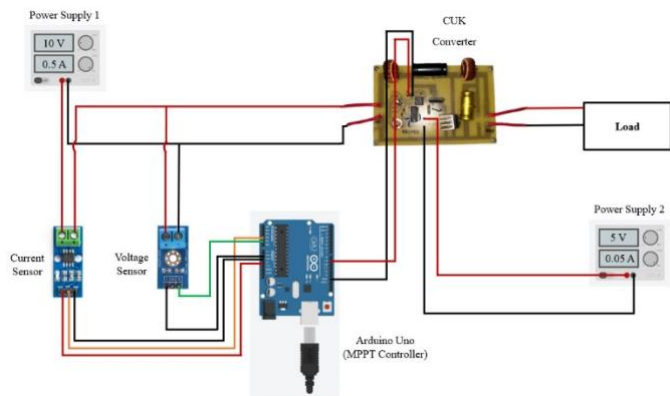 Power Supply 1
10 V
0.5 A
CUK
Converter
Load
Power Supply 2
5 V
0.05 A
Current
Sensor
Voltage
Sensor
Arduino Uno
(MPPT Controller)